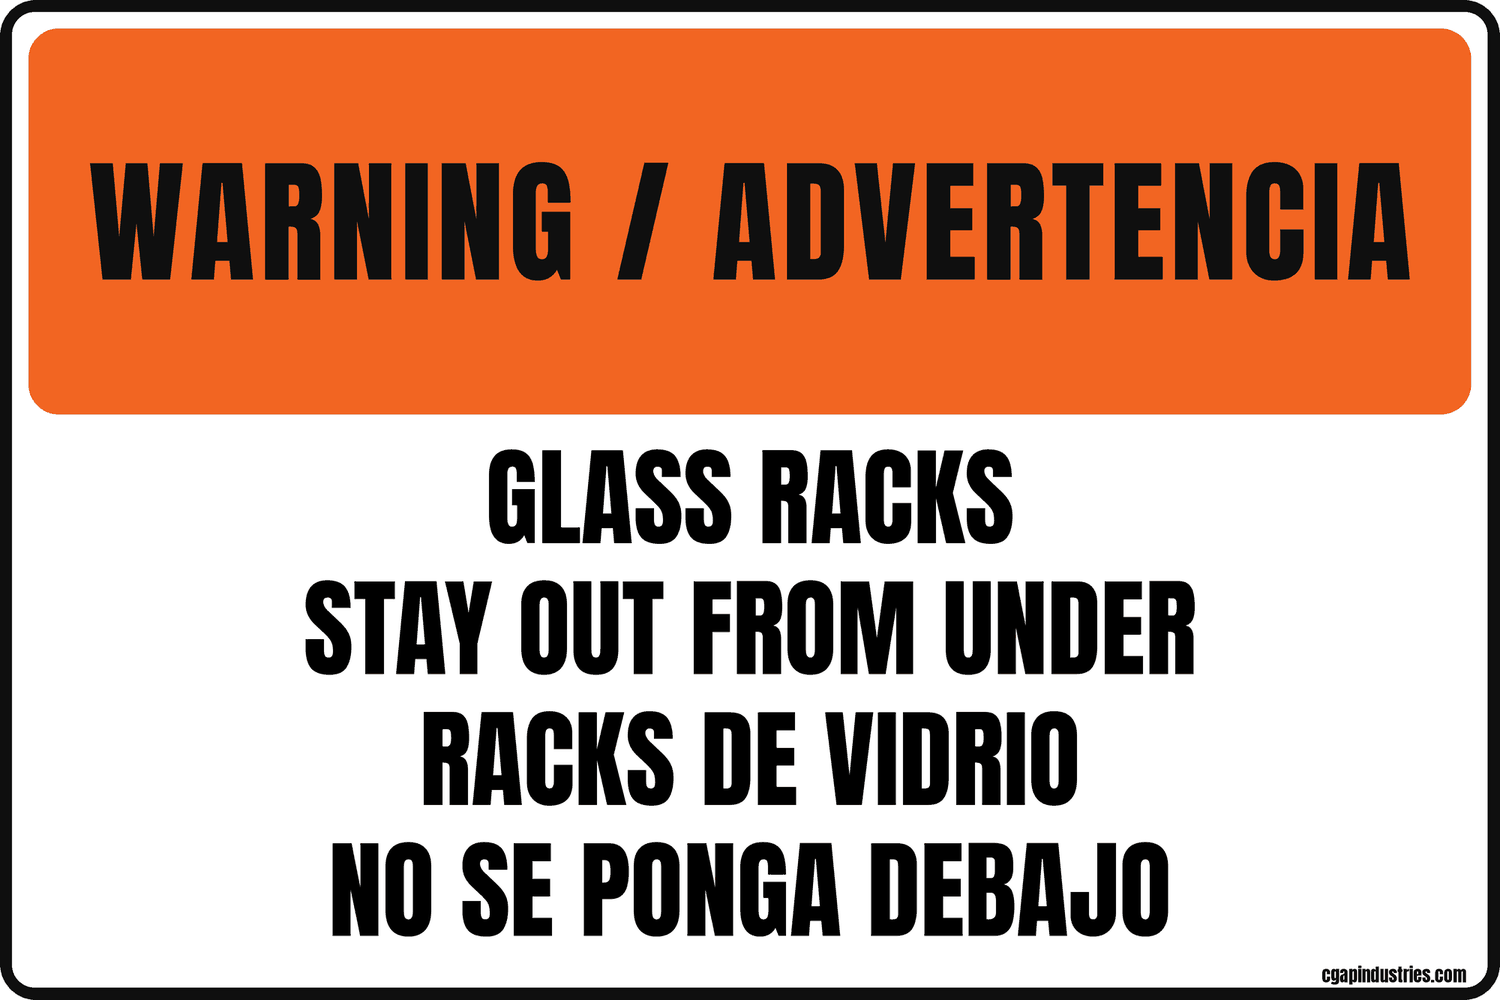 WARNING / ADVERTENCIA
GLASS RACKS
STAY OUT FROM UNDER
RACKS DE VIDRIO
NO SE PONGA DEBAJO
cgapindustries.com